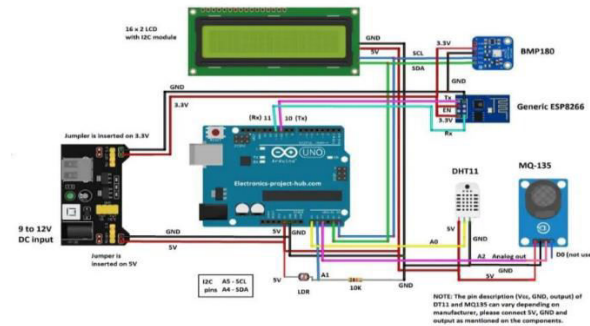 16 x 2 LCD
with I2C module
GND
5V
SCL
SDA
3.3V
BMP180
GND
Tx
EN
3.3V
Rx
Generic ESP8266
GND
3.3V
Jumper is inserted on 3.3V
(Rx) 11
10 (Tx)
UNO
ARDUINO
Electronics-project-hub.com
9 to 12V
DC input
GND
5V
Jumper is
inserted on 5V
DHT11
MQ-135
5V
GND
A0
A2
Analog out
D0 (not use
GND
5V
5V
GND
5V
LDR
A1
10K
GND
I2C A5 - SCL
pins A4 - SDA
NOTE: The pin description (Vcc, GND, output) of
DT11 and MQ135 can vary depending on
manufacturer, please connect 5V, GND and
output as mentioned on the components.